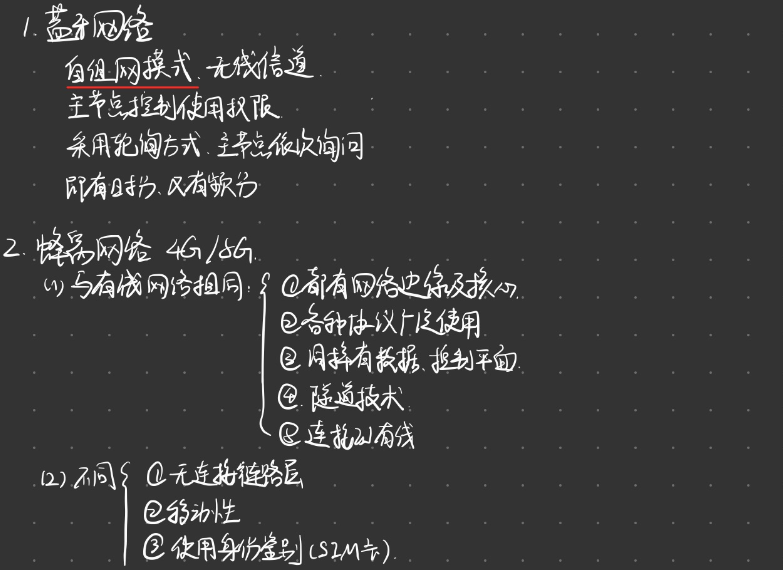 1. 蓝牙网络
自组网模式、无线信道.
主节点控制使用权限.
采用轮询方式、主节点依次询问
即有时分、又有频分
2. 蜂窝网络 4G/5G.
(1) 与有线网络相同:
① 都有网络边缘及核心.
② 各种协议广泛使用.
③ 同样有数据、控制平面.
④. 隧道技术.
⑤ 连接到有线
(2) 不同
① 无连接链路层
② 移动性
③ 使用身份鉴别 (SIM卡).